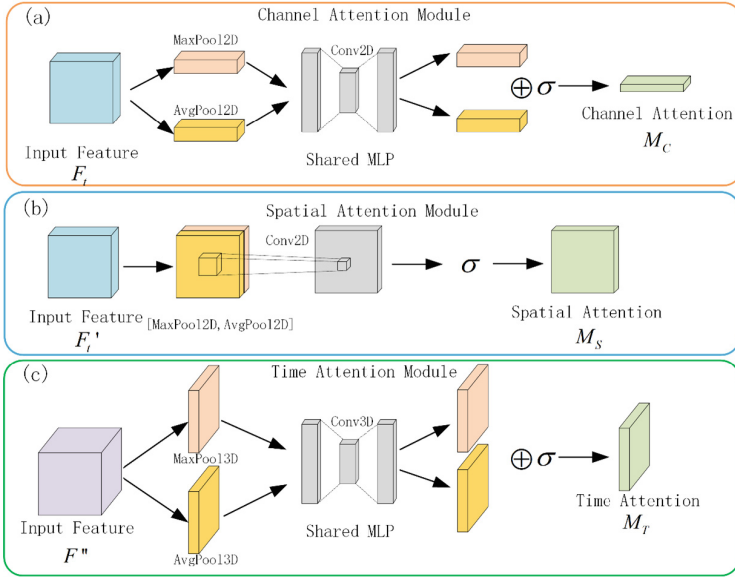 (a)
Channel Attention Module
MaxPool2D
Conv2D
AvgPool2D
⊕ σ
Input Feature
F_t
Shared MLP
Channel Attention
M_C
(b)
Spatial Attention Module
Conv2D
σ
Input Feature
F_t'
[MaxPool2D,AvgPool2D]
Spatial Attention
M_S
(c)
Time Attention Module
Conv3D
MaxPool3D
⊕ σ
Input Feature
F"
AvgPool3D
Shared MLP
Time Attention
M_T